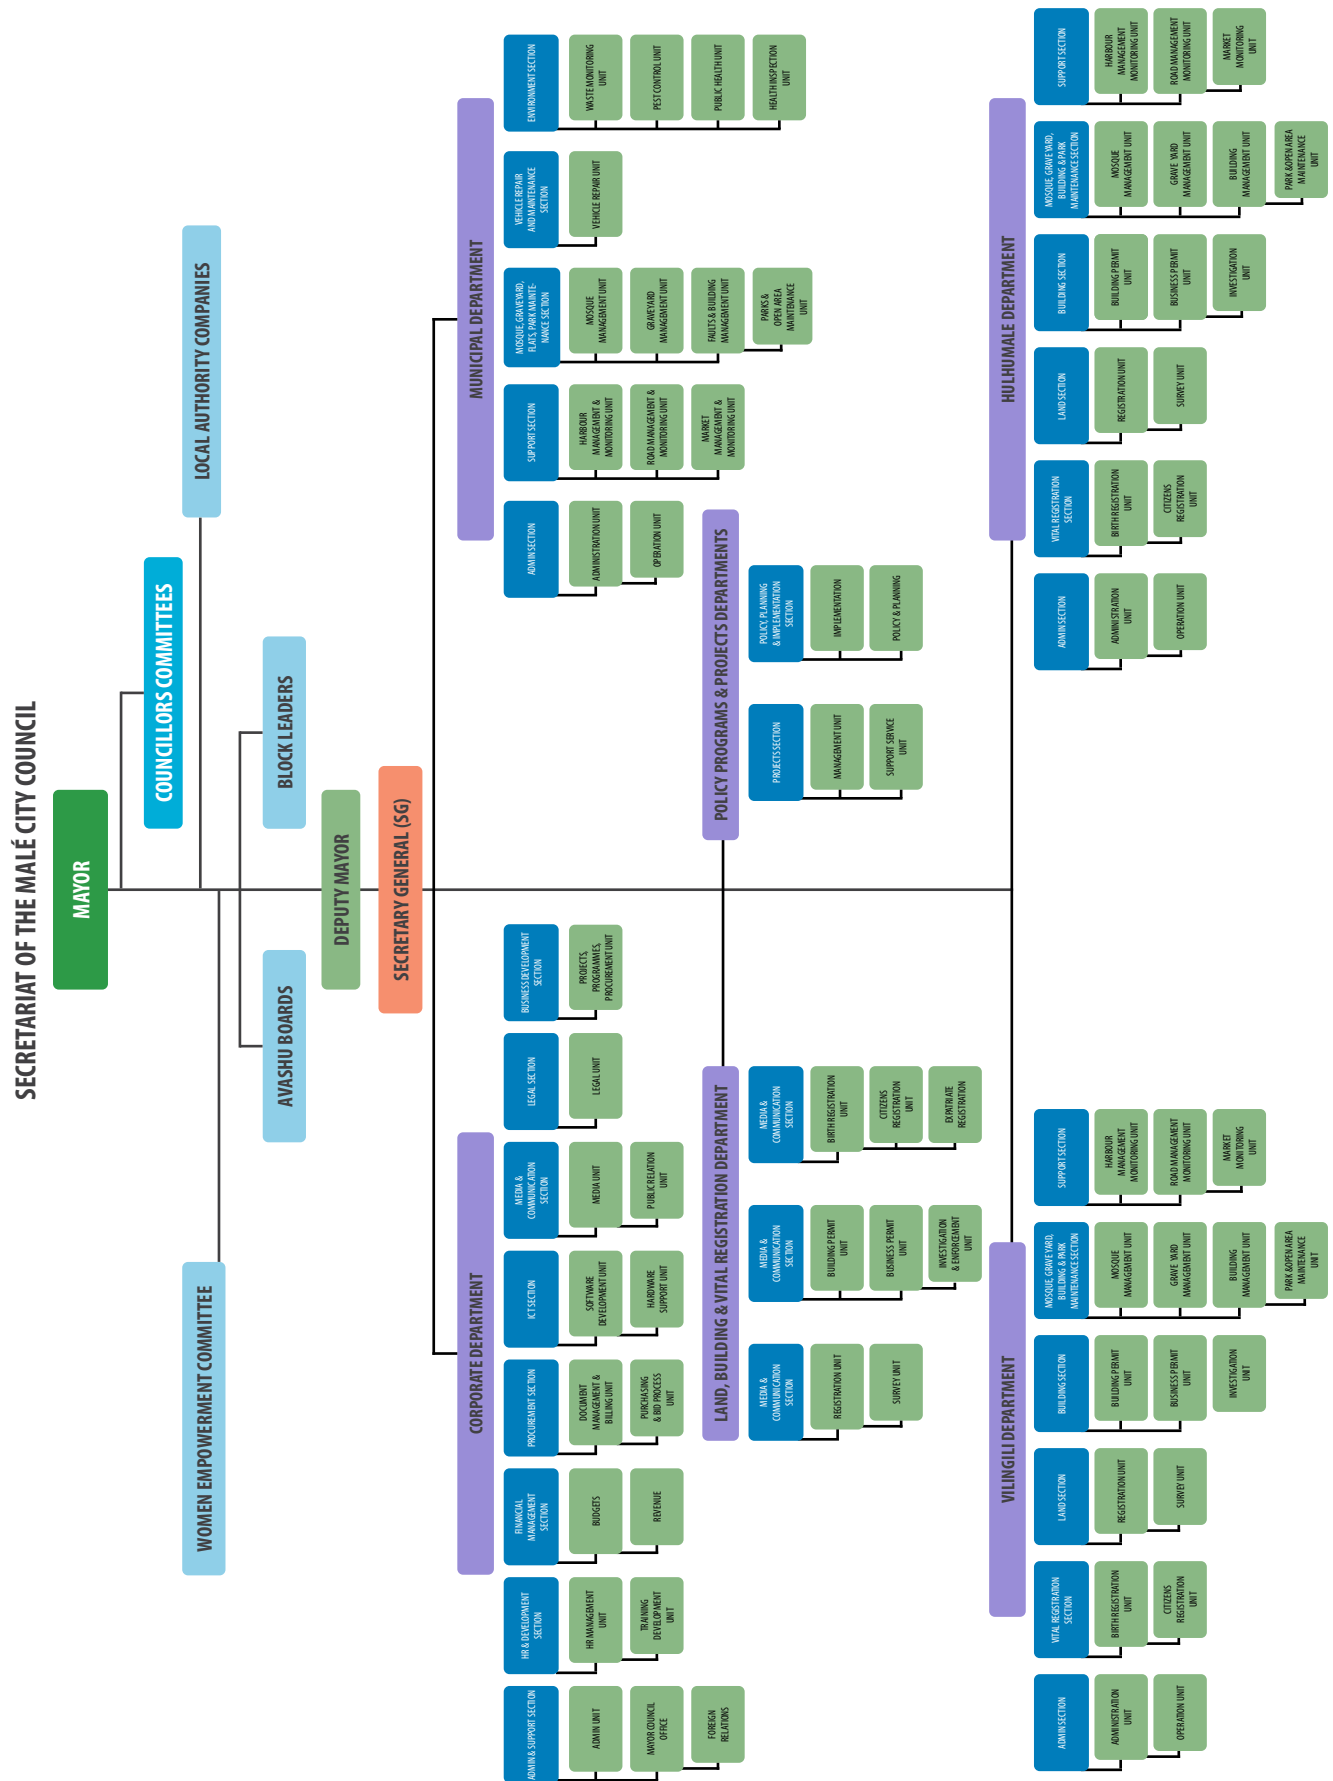 SECRETARIAT OF THE MALÉ CITY COUNCIL
MAYOR
COUNCILLORS COMMITTEES
WOMEN EMPOWERMENT COMMITTEE
LOCAL AUTHORITY COMPANIES
AVASHU BOARDS
BLOCK LEADERS
DEPUTY MAYOR
SECRETARY GENERAL (SG)
CORPORATE DEPARTMENT
ADMIN & SUPPORT SECTION
ADMIN UNIT
MAYOR COUNCIL
OFFICE
FOREIGN
RELATIONS
HR & DEVELOPMENT
SECTION
HR MANAGEMENT
UNIT
TRAINING
DEVELOPMENT
UNIT
FINANCIAL
MANAGEMENT
SECTION
BUDGETS
REVENUE
PROCUREMENT SECTION
DOCUMENT
MANAGEMENT &
BILLING UNIT
PURCHASING
& BID PROCESS
UNIT
ICT SECTION
SOFTWARE
DEVELOPMENT UNIT
HARDWARE
SUPPORT UNIT
MEDIA &
COMMUNICATION
SECTION
MEDIA UNIT
PUBLIC RELATION
UNIT
LEGAL SECTION
LEGAL UNIT
BUSINESS DEVELOPMENT
SECTION
PROJECTS,
PROGRAMMES,
PROCUREMENT UNIT
MUNICIPAL DEPARTMENT
ADMIN SECTION
ADMINISTRATION UNIT
OPERATION UNIT
SUPPORT SECTION
HARBOUR
MANAGEMENT &
MONITORING UNIT
ROAD MANAGEMENT &
MONITORING UNIT
MARKET
MANAGEMENT &
MONITORING UNIT
MOSQUE, GRAVEYARD,
FLATS, PARK MAINTE-
NANCE SECTION
MOSQUE
MANAGEMENT UNIT
GRAVEYARD
MANAGEMENT UNIT
FAULTS & BUILDING
MANAGEMENT UNIT
PARKS &
OPEN AREA
MAINTENANCE
UNIT
VEHICLE REPAIR
AND MAINTENANCE
SECTION
VEHICLE REPAIR UNIT
ENVIRONMENT SECTION
WASTE MONITORING
UNIT
PEST CONTROL UNIT
PUBLIC HEALTH UNIT
HEALTH INSPECTION
UNIT
LAND, BUILDING & VITAL REGISTRATION DEPARTMENT
MEDIA &
COMMUNICATION
SECTION
REGISTRATION UNIT
SURVEY UNIT
MEDIA &
COMMUNICATION
SECTION
BUILDING PERMIT
UNIT
BUSINESS PERMIT
UNIT
INVESTIGATION
& ENFORCEMENT
UNIT
MEDIA &
COMMUNICATION
SECTION
BIRTH REGISTRATION
UNIT
CITIZENS
REGISTRATION
UNIT
EXPATRIATE
REGISTRATION
POLICY PROGRAMS & PROJECTS DEPARTMENTS
PROJECTS SECTION
MANAGEMENT UNIT
SUPPORT SERVICE
UNIT
POLICY, PLANNING
& IMPLEMENTATION
SECTION
IMPLEMENTATION
POLICY & PLANNING
VILINGILI DEPARTMENT
ADMIN SECTION
ADMINISTRATION
UNIT
OPERATION UNIT
VITAL REGISTRATION
SECTION
BIRTH REGISTRATION
UNIT
CITIZENS
REGISTRATION
UNIT
LAND SECTION
REGISTRATION UNIT
SURVEY UNIT
BUILDING SECTION
BUILDING PERMIT
UNIT
BUSINESS PERMIT
UNIT
INVESTIGATION
UNIT
MOSQUE, GRAVE YARD,
BUILDING & PARK
MAINTENANCE SECTION
MOSQUE
MANAGEMENT UNIT
GRAVE YARD
MANAGEMENT UNIT
BUILDING
MANAGEMENT UNIT
PARK & OPEN AREA
MAINTENANCE
UNIT
SUPPORT SECTION
HARBOUR
MANAGEMENT
MONITORING UNIT
ROAD MANAGEMENT
MONITORING UNIT
MARKET
MONITORING
UNIT
HULHUMALE DEPARTMENT
ADMIN SECTION
ADMINISTRATION
UNIT
OPERATION UNIT
VITAL REGISTRATION
SECTION
BIRTH REGISTRATION
UNIT
CITIZENS
REGISTRATION
UNIT
LAND SECTION
REGISTRATION UNIT
SURVEY UNIT
BUILDING SECTION
BUILDING PERMIT
UNIT
BUSINESS PERMIT
UNIT
INVESTIGATION
UNIT
MOSQUE, GRAVE YARD,
BUILDING & PARK
MAINTENANCE SECTION
MOSQUE
MANAGEMENT UNIT
GRAVE YARD
MANAGEMENT UNIT
BUILDING
MANAGEMENT UNIT
PARK & OPEN AREA
MAINTENANCE
UNIT
SUPPORT SECTION
HARBOUR
MANAGEMENT
MONITORING UNIT
ROAD MANAGEMENT
MONITORING UNIT
MARKET
MONITORING
UNIT